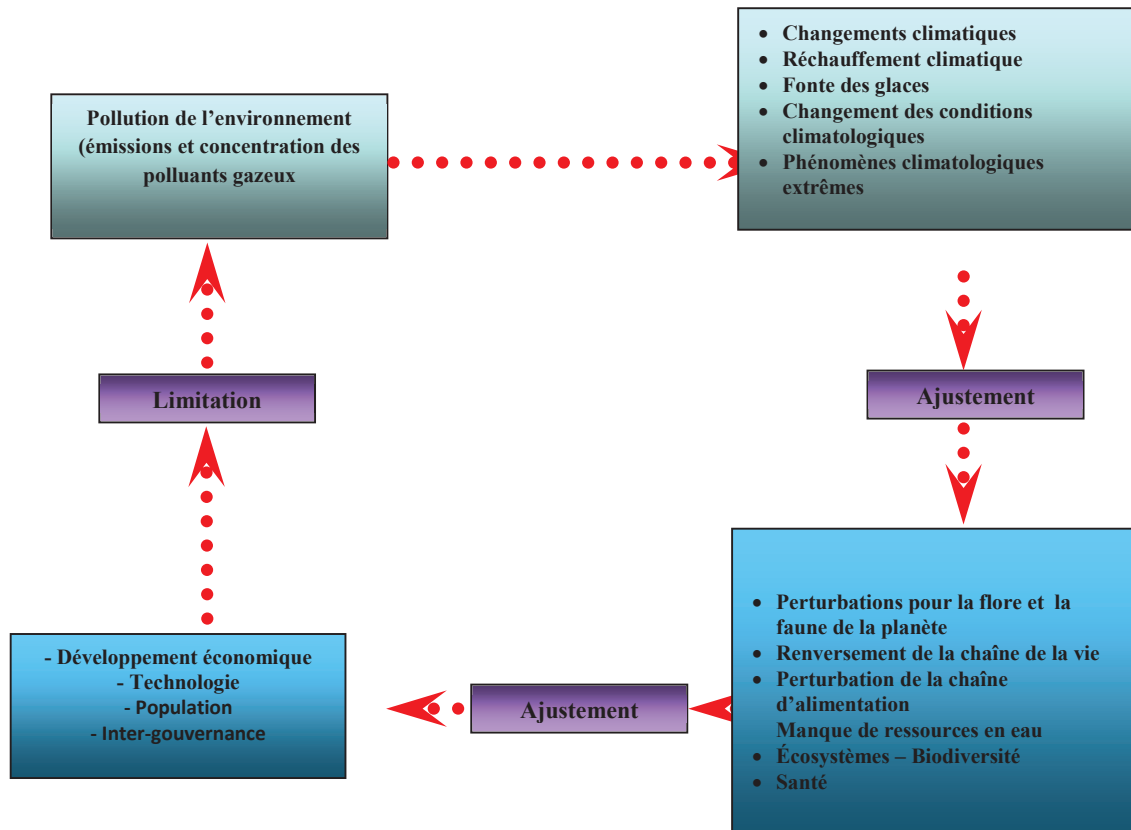 Pollution de l’environnement
(émissions et concentration des
polluants gazeux
• Changements climatiques
• Réchauffement climatique
• Fonte des glaces
• Changement des conditions
climatologiques
• Phénomènes climatologiques
extrêmes
Limitation
Ajustement
- Développement économique
- Technologie
- Population
- Inter-gouvernance
Ajustement
• Perturbations pour la flore et la
faune de la planète
• Renversement de la chaîne de la vie
• Perturbation de la chaîne
d’alimentation
Manque de ressources en eau
• Écosystèmes – Biodiversité
• Santé